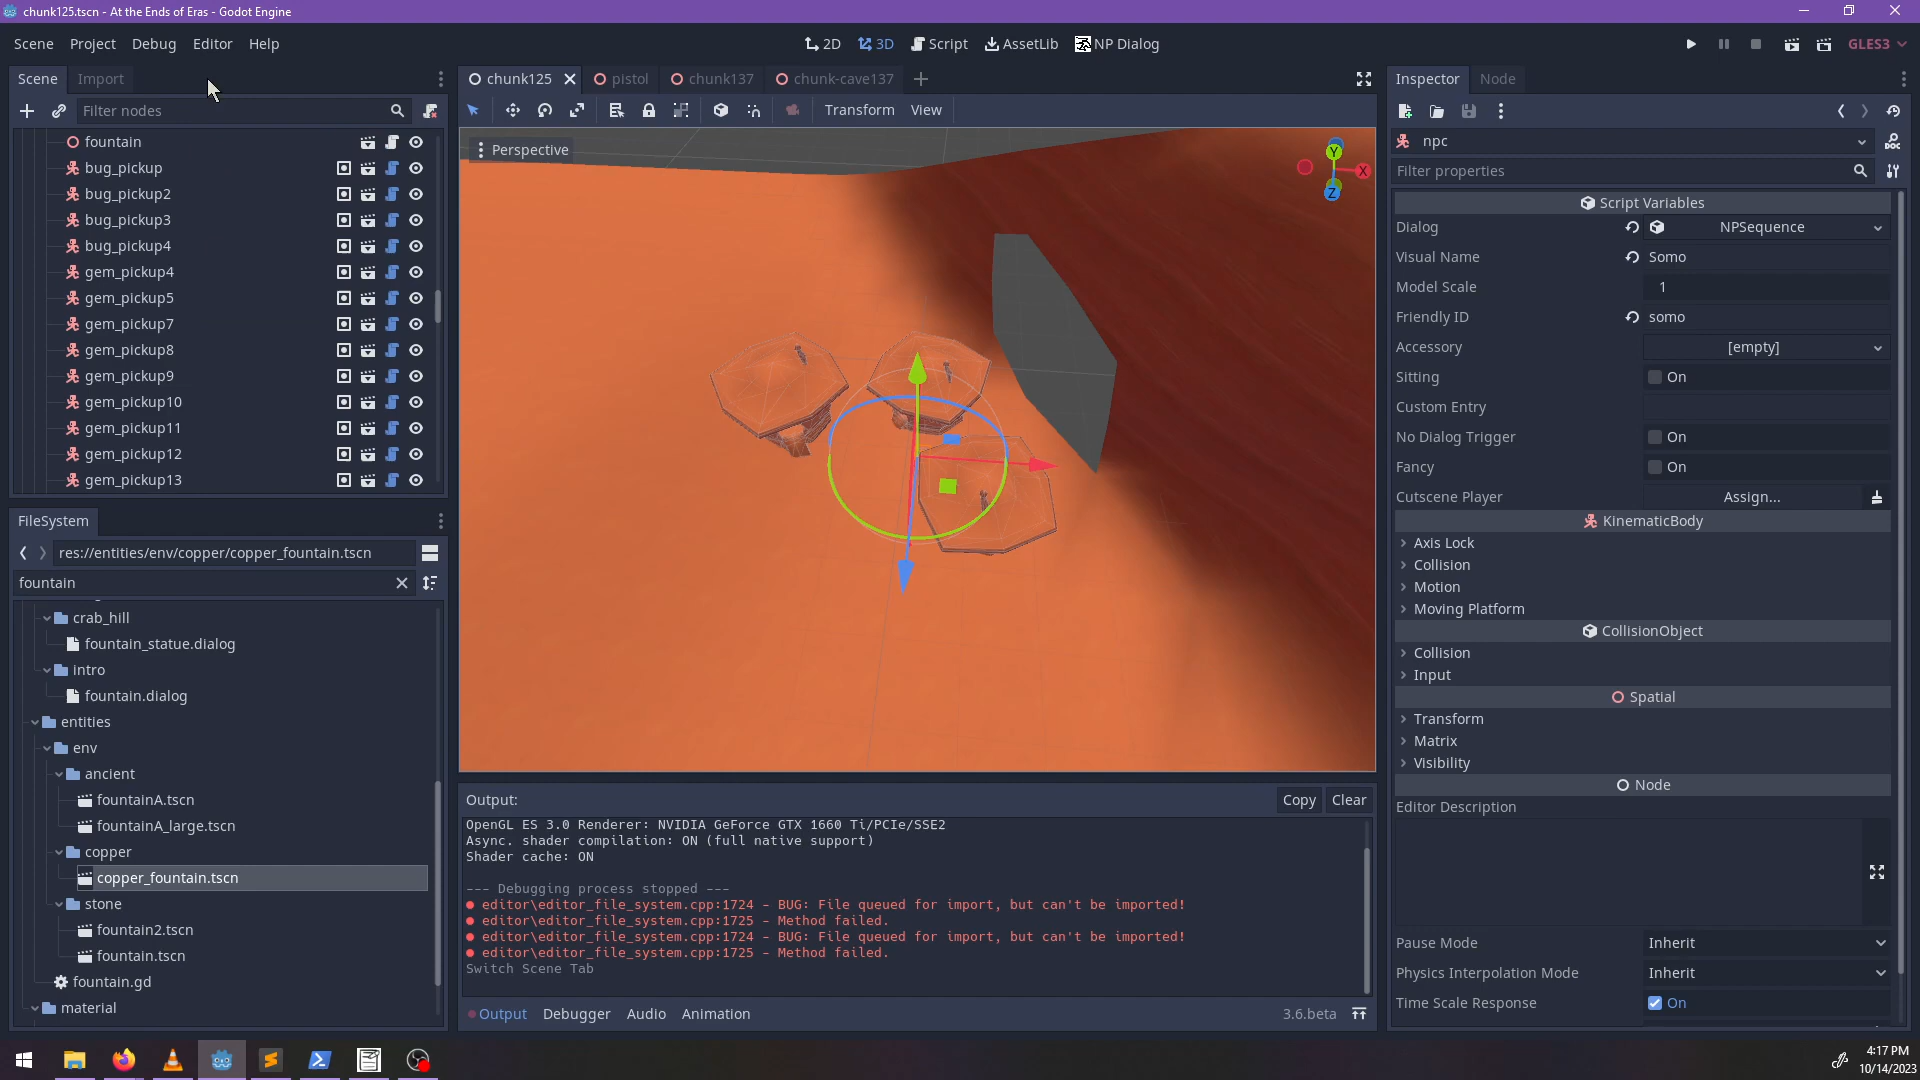 chunk125.tscn - At the Ends of Eras - Godot Engine
Scene Project Debug Editor Help
2D 3D Script AssetLib NP Dialog
GLES3
Scene Import
chunk125 pistol chunk137 chunk-cave137
Inspector Node
Filter nodes
Transform View
npc
Filter properties
fountain
bug_pickup
bug_pickup2
bug_pickup3
bug_pickup4
gem_pickup4
gem_pickup5
gem_pickup7
gem_pickup8
gem_pickup9
gem_pickup10
gem_pickup11
gem_pickup12
gem_pickup13
Perspective
Y
X
Z
Script Variables
Dialog NPSequence
Visual Name Somo
Model Scale 1
Friendly ID somo
Accessory [empty]
Sitting On
Custom Entry
No Dialog Trigger On
Fancy On
Cutscene Player Assign...
KinematicBody
Axis Lock
Collision
Motion
Moving Platform
CollisionObject
Collision
Input
Spatial
Transform
Matrix
Visibility
Node
Editor Description
Pause Mode Inherit
Physics Interpolation Mode Inherit
Time Scale Response On
FileSystem
res://entities/env/copper/copper_fountain.tscn
fountain
crab_hill
fountain_statue.dialog
intro
fountain.dialog
entities
env
ancient
fountainA.tscn
fountainA_large.tscn
copper
copper_fountain.tscn
stone
fountain2.tscn
fountain.tscn
fountain.gd
material
Output: Copy Clear
OpenGL ES 3.0 Renderer: NVIDIA GeForce GTX 1660 Ti/PCIe/SSE2
Async. shader compilation: ON (full native support)
Shader cache: ON
--- Debugging process stopped ---
editor\editor_file_system.cpp:1724 - BUG: File queued for import, but can't be imported!
editor\editor_file_system.cpp:1725 - Method failed.
editor\editor_file_system.cpp:1724 - BUG: File queued for import, but can't be imported!
editor\editor_file_system.cpp:1725 - Method failed.
Switch Scene Tab
Output Debugger Audio Animation 3.6.beta
4:17 PM
10/14/2023